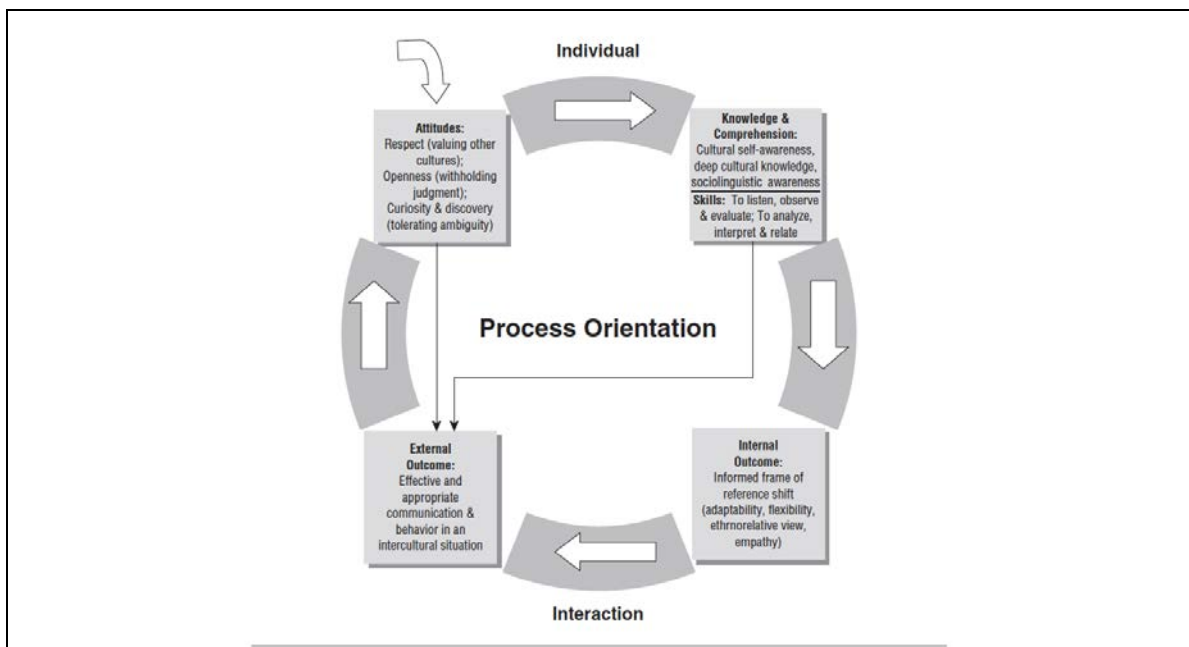 Individual
Attitudes:
Respect (valuing other
cultures);
Openness (withholding
judgment);
Curiosity & discovery
(tolerating ambiguity)
Knowledge &
Comprehension:
Cultural self-awareness,
deep cultural knowledge,
sociolinguistic awareness
Skills: To listen, observe
& evaluate; To analyze,
interpret & relate
Process Orientation
External
Outcome:
Effective and
appropriate
communication &
behavior in an
intercultural situation
Internal
Outcome:
Informed frame of
reference shift
(adaptability, flexibility,
ethrnorelative view,
empathy)
Interaction